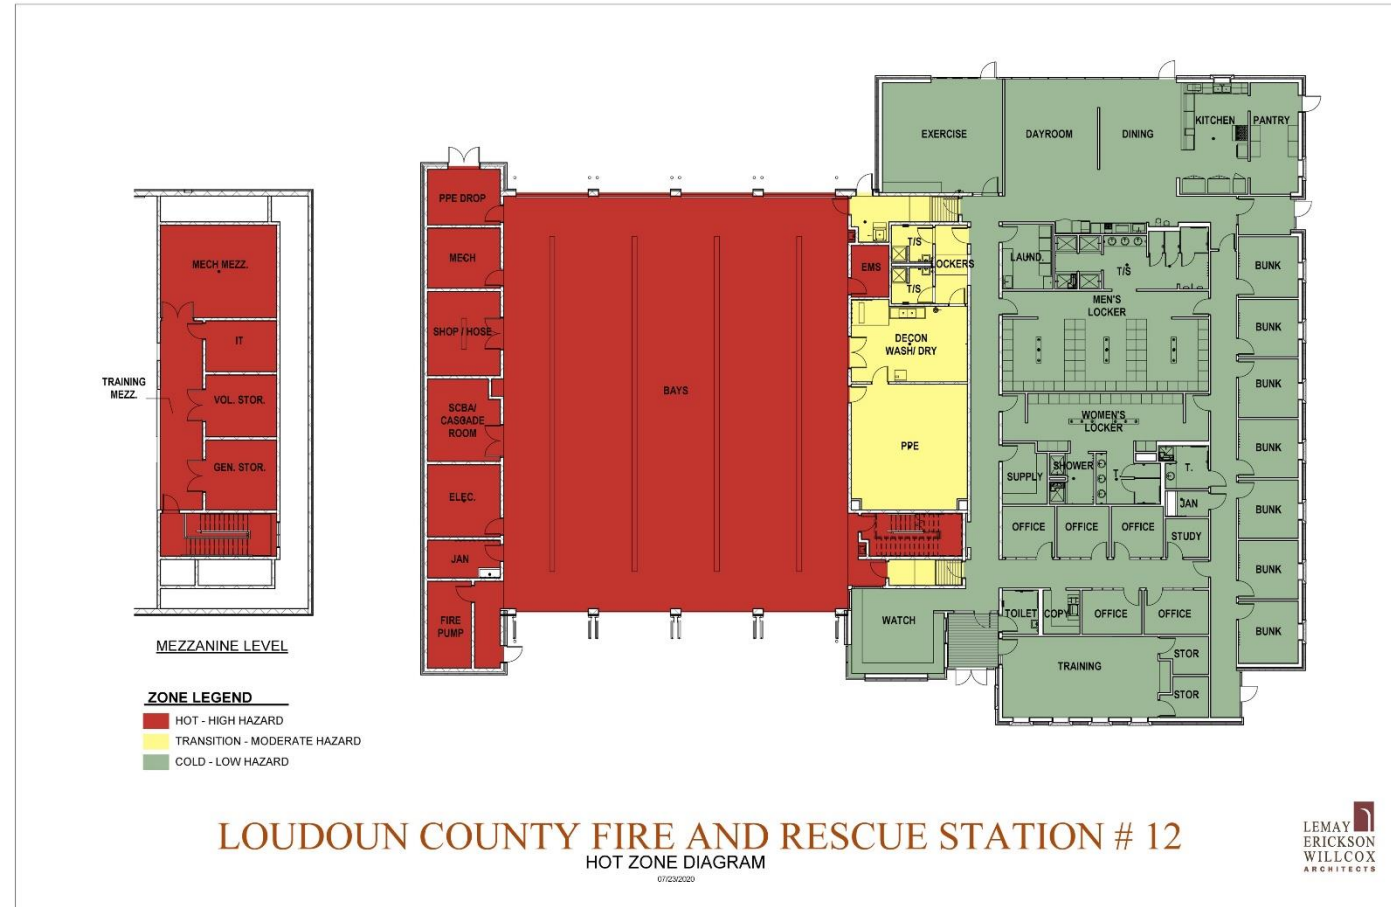 EXERCISE
DAYROOM
DINING
KITCHEN
PANTRY
PPE DROP
MECH
SHOP / HOSE
SCBA/
CASCADE
ROOM
ELEC.
JAN
FIRE
PUMP
BAYS
EMS
T/S
T/S
LOCKERS
DECON
WASH/ DRY
PPE
LAUND.
T/S
MEN'S
LOCKER
WOMEN'S
LOCKER
SUPPLY
SHOWER
T.
T.
JAN
OFFICE
OFFICE
OFFICE
STUDY
WATCH
TOILET
COPY
OFFICE
OFFICE
TRAINING
STOR
STOR
BUNK
BUNK
BUNK
BUNK
BUNK
BUNK
BUNK
MECH MEZZ.
IT
TRAINING
MEZZ.
VOL. STOR.
GEN. STOR.
MEZZANINE LEVEL
ZONE LEGEND
HOT - HIGH HAZARD
TRANSITION - MODERATE HAZARD
COLD - LOW HAZARD
LOUDOUN COUNTY FIRE AND RESCUE STATION # 12
HOT ZONE DIAGRAM
07/23/2020
LEMAY
ERICKSON
WILLCOX
ARCHITECTS